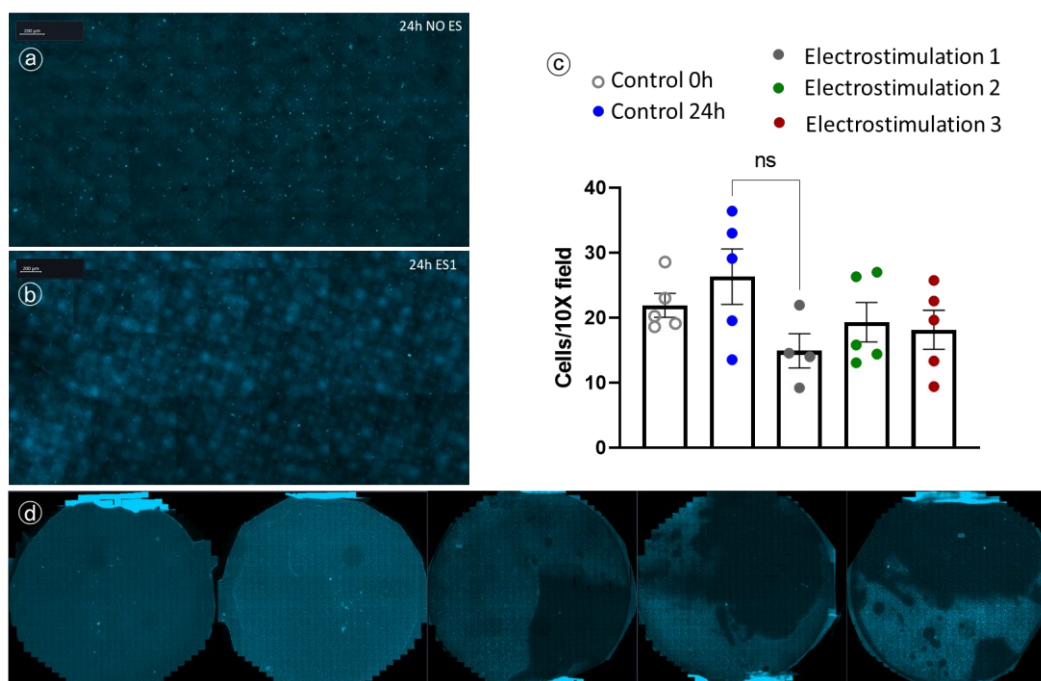 200 µm
24h NO ES
a
200 µm
24h ES1
b
c
Control 0h
Control 24h
Electrostimulation 1
Electrostimulation 2
Electrostimulation 3
ns
Cells/10X field
40
30
20
10
0
d